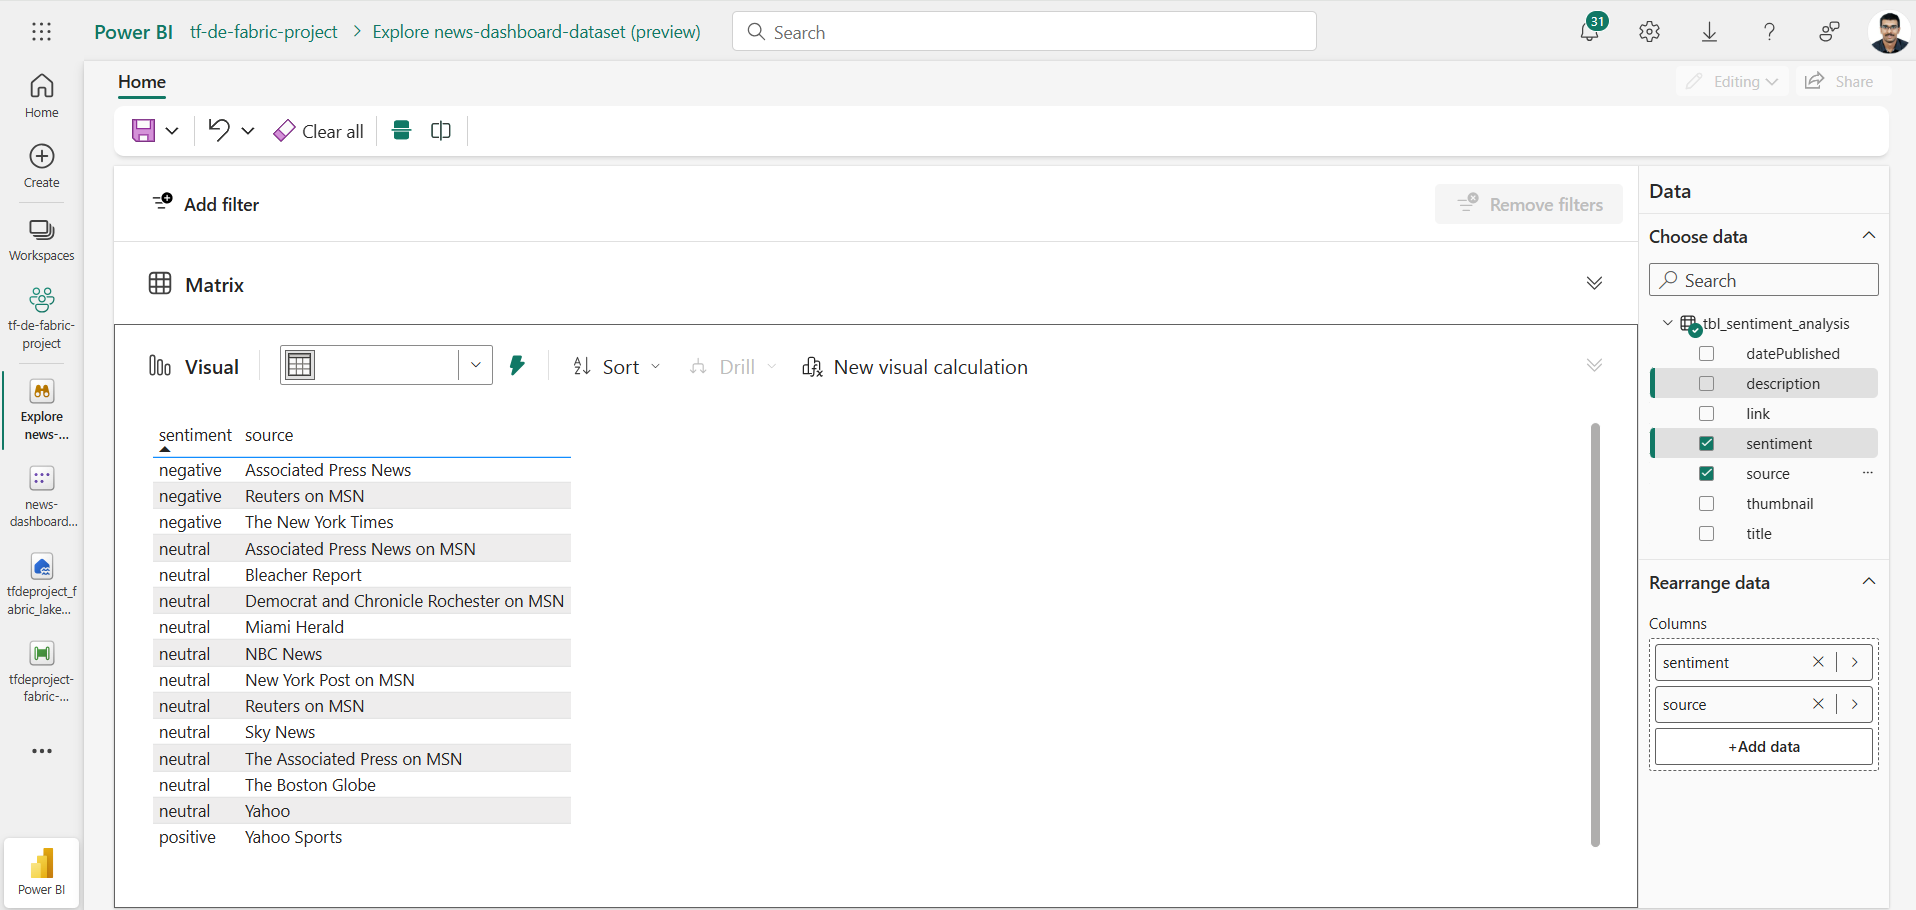 Power BI tf-de-fabric-project > Explore news-dashboard-dataset (preview)
Search
31
Home
Editing
Share
Clear all
Home
Create
Workspaces
tf-de-fabric-
project
Explore
news-...
news-
dashboard...
tfdeproject_f
abric_lake...
tfdeproject-
fabric-...
Power BI
Add filter
Remove filters
Matrix
Visual
Sort
Drill
New visual calculation
sentiment source
negative Associated Press News
negative Reuters on MSN
negative The New York Times
neutral Associated Press News on MSN
neutral Bleacher Report
neutral Democrat and Chronicle Rochester on MSN
neutral Miami Herald
neutral NBC News
neutral New York Post on MSN
neutral Reuters on MSN
neutral Sky News
neutral The Associated Press on MSN
neutral The Boston Globe
neutral Yahoo
positive Yahoo Sports
Data
Choose data
Search
tbl_sentiment_analysis
datePublished
description
link
sentiment
source ...
thumbnail
title
Rearrange data
Columns
sentiment
source
+Add data